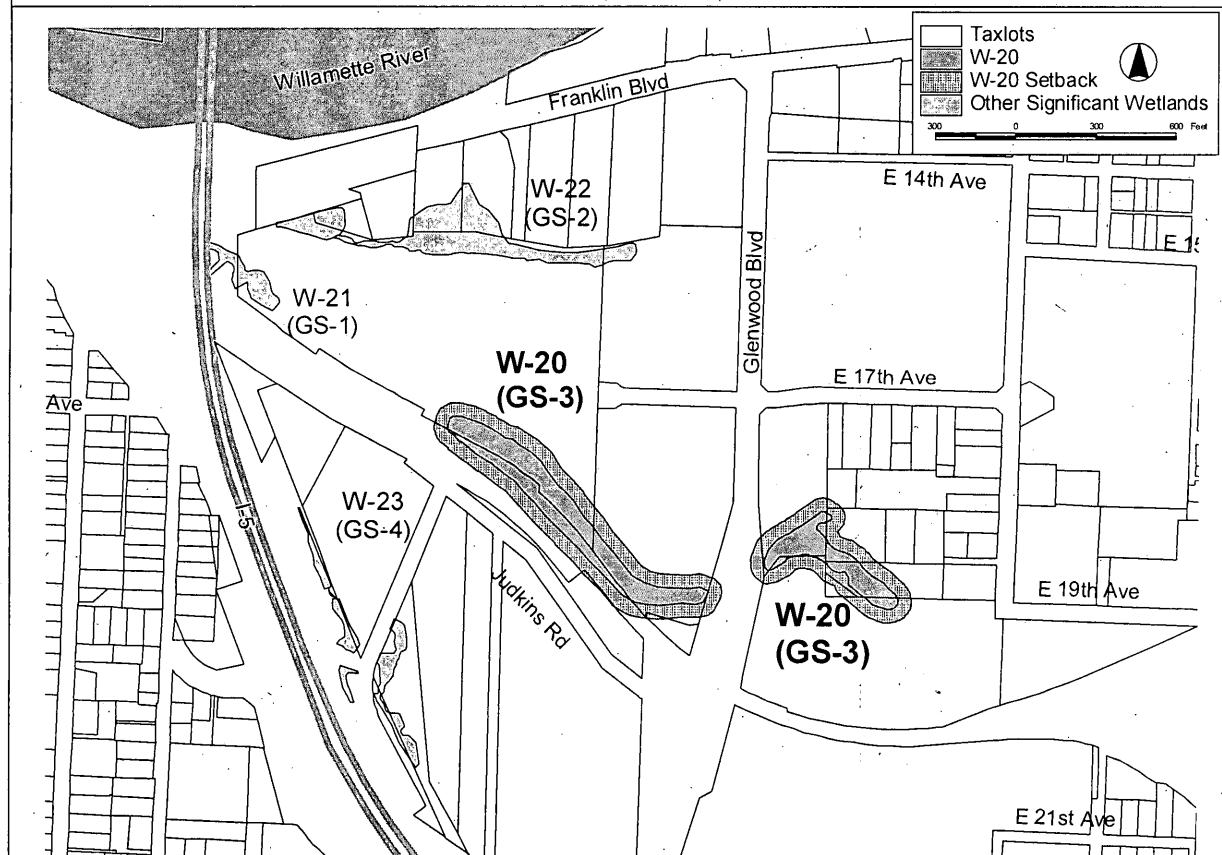 Taxlots
W-20
W-20 Setback
Other Significant Wetlands
300 0 300 600 Feet
Willamette River
Franklin Blvd
E 14th Ave
W-22
(GS-2)
E 15
Glenwood Blvd
W-21
(GS-1)
W-20
(GS-3)
E 17th Ave
Ave
W-23
(GS-4)
I-5
Judkins Rd
E 19th Ave
W-20
(GS-3)
E 21st Ave